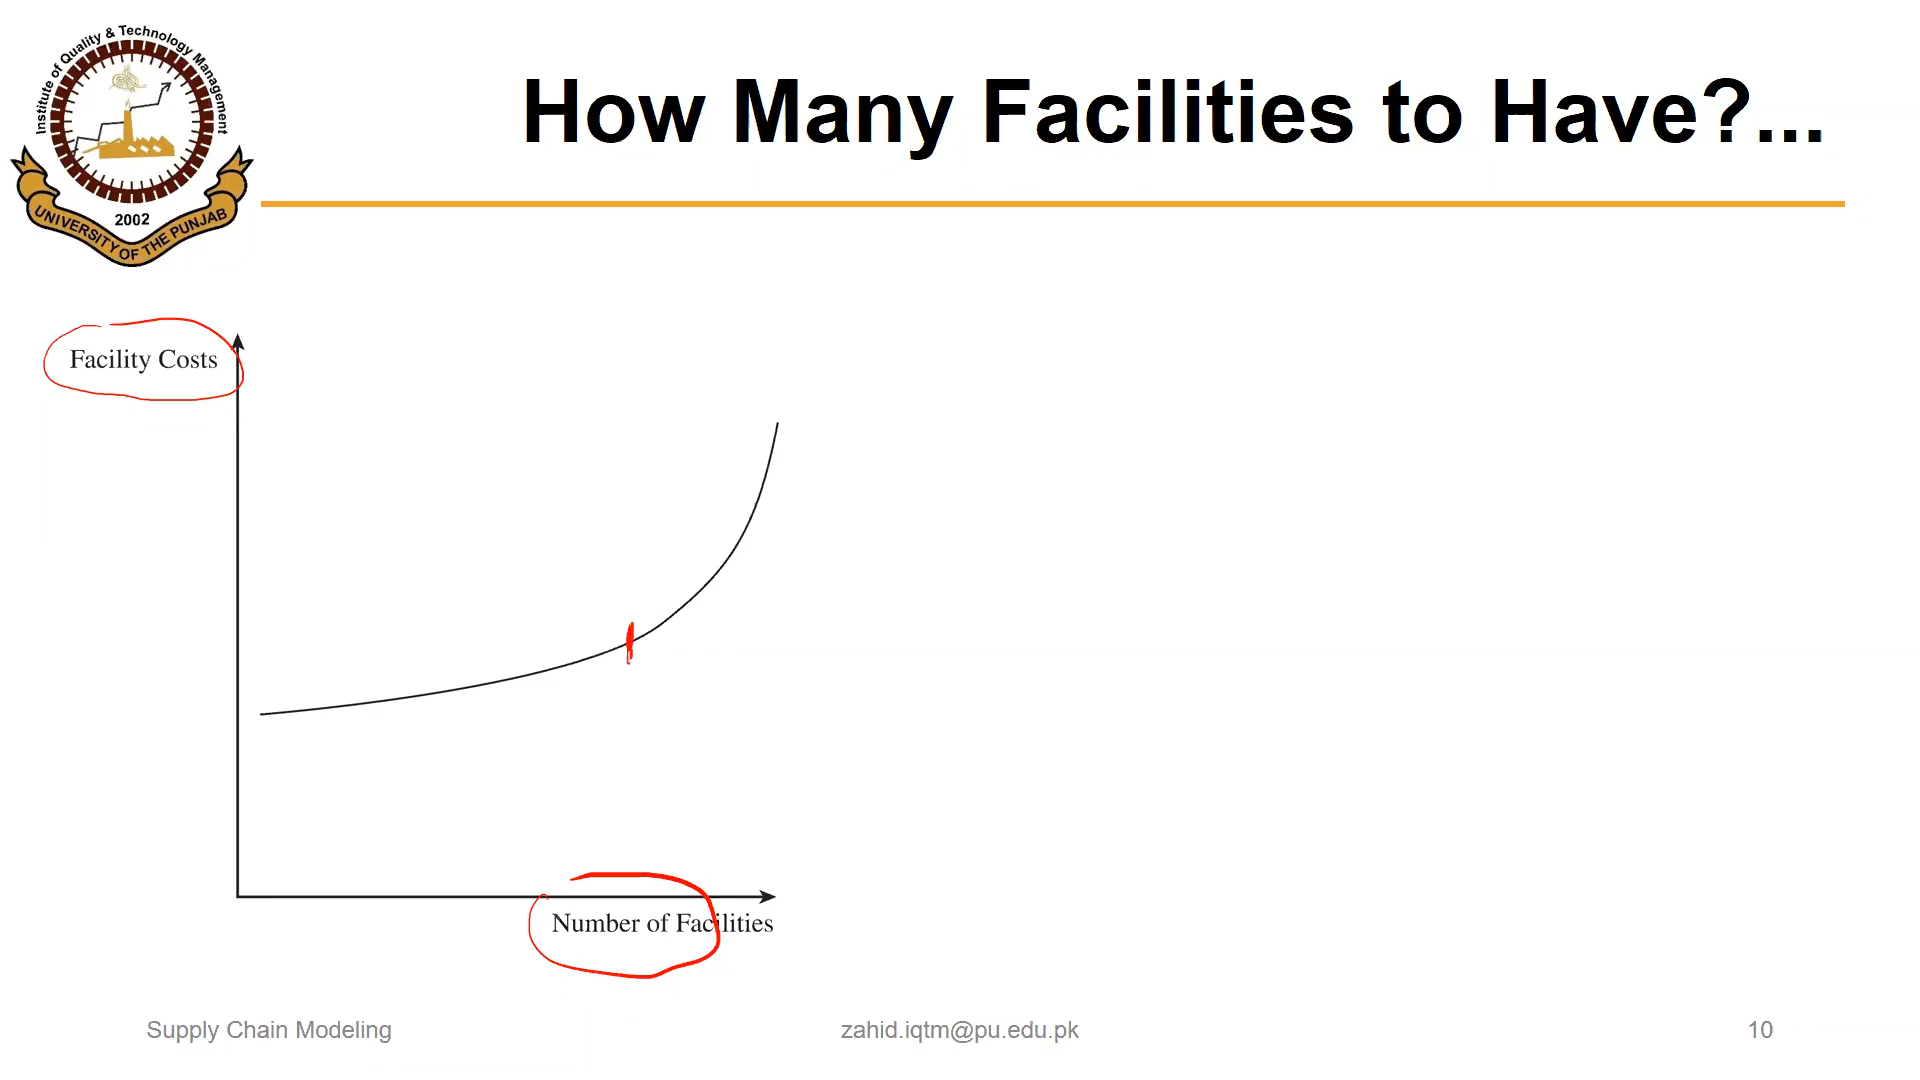 Institute of Quality & Technology Management
2002
UNIVERSITY OF THE PUNJAB
How Many Facilities to Have?...
Facility Costs
Number of Facilities
Supply Chain Modeling
zahid.iqtm@pu.edu.pk
10